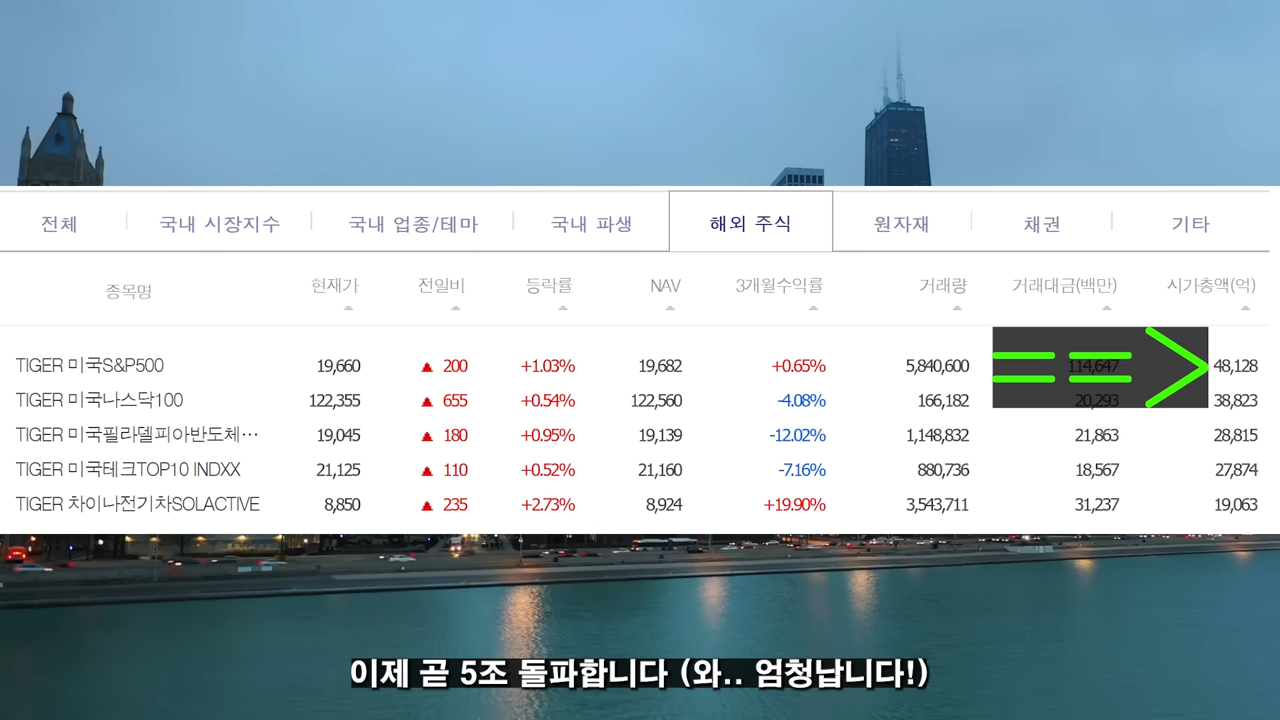 전체 국내 시장지수 국내 업종/테마 국내 파생 해외 주식 원자재 채권 기타
종목명 현재가 전일비 등락률 NAV 3개월수익률 거래량 거래대금(백만) 시가총액(억)
TIGER 미국S&P500 19,660 200 +1.03% 19,682 +0.65% 5,840,600 114,647 48,128
TIGER 미국나스닥100 122,355 655 +0.54% 122,560 -4.08% 166,182 20,293 38,823
TIGER 미국필라델피아반도체… 19,045 180 +0.95% 19,139 -12.02% 1,148,832 21,863 28,815
TIGER 미국테크TOP10 INDXX 21,125 110 +0.52% 21,160 -7.16% 880,736 18,567 27,874
TIGER 차이나전기차SOLACTIVE 8,850 235 +2.73% 8,924 +19.90% 3,543,711 31,237 19,063
이제 곧 5조 돌파합니다 (와.. 엄청납니다!)